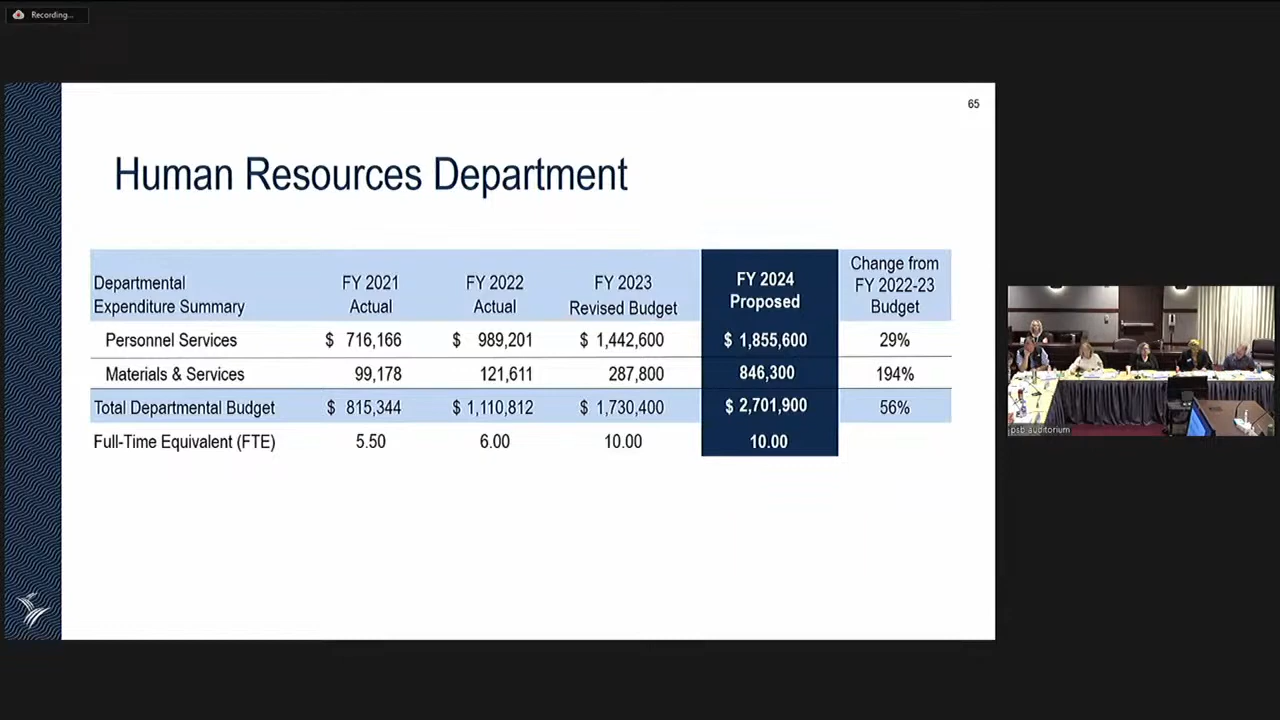 Recording...
65
Human Resources Department
Departmental Expenditure Summary FY 2021 Actual FY 2022 Actual FY 2023 Revised Budget FY 2024 Proposed Change from FY 2022-23 Budget
Personnel Services $ 716,166 $ 989,201 $ 1,442,600 $ 1,855,600 29%
Materials & Services 99,178 121,611 287,800 846,300 194%
Total Departmental Budget $ 815,344 $ 1,110,812 $ 1,730,400 $ 2,701,900 56%
Full-Time Equivalent (FTE) 5.50 6.00 10.00 10.00
psb auditorium